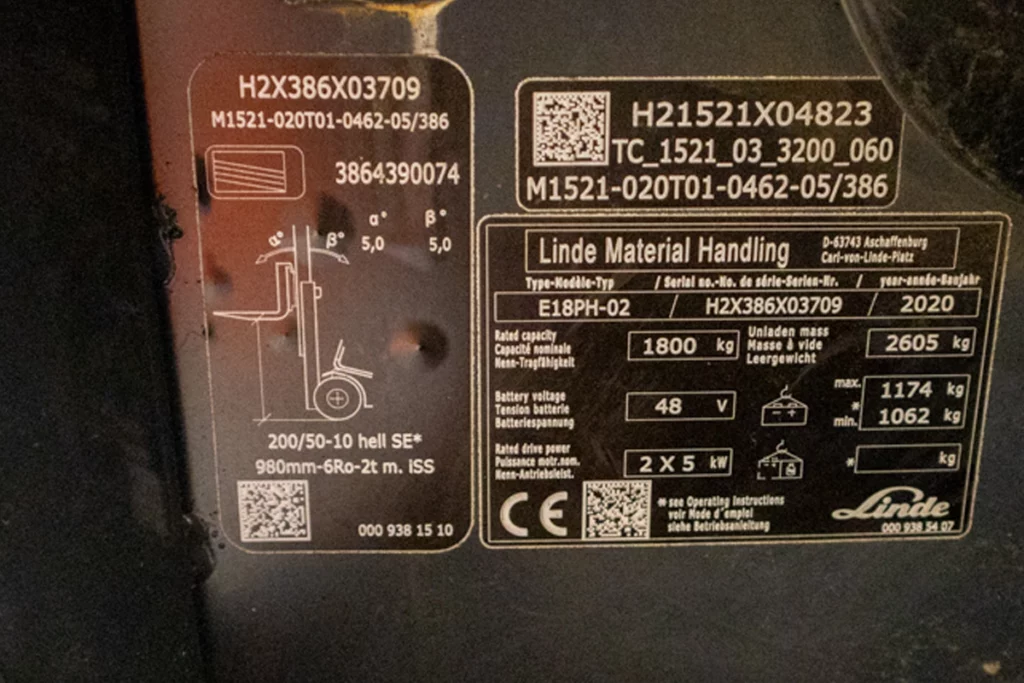 H2X386X03709
M1521-020T01-0462-05/386
3864390074
α° β°
α° β° 5,0 5,0
200/50-10 hell SE*
980mm-6Ro-2t m. iSS
000 938 15 10
H21521X04823
TC_1521_03_3200_060
M1521-020T01-0462-05/386
Linde Material Handling
D-63743 Aschaffenburg
Carl-von-Linde-Platz
Type-Modèle-Typ / Serial no.-No. de série-Serien-Nr. / year-année-Baujahr
E18PH-02 / H2X386X03709 / 2020
Rated capacity
Capacité nominale
Nenn-Tragfähigkeit
1800 kg
Unladen mass
Masse à vide
Leergewicht
2605 kg
Battery voltage
Tension batterie
Batteriespannung
48 V
max. 1174 kg
*
min. 1062 kg
Rated drive power
Puissance motr.nom.
Nenn-Antriebsleist.
2 X 5 kW
* kg
CE
* see Operating Instructions
voir Mode d'emploi
siehe Betriebsanleitung
Linde
000 938 54 07